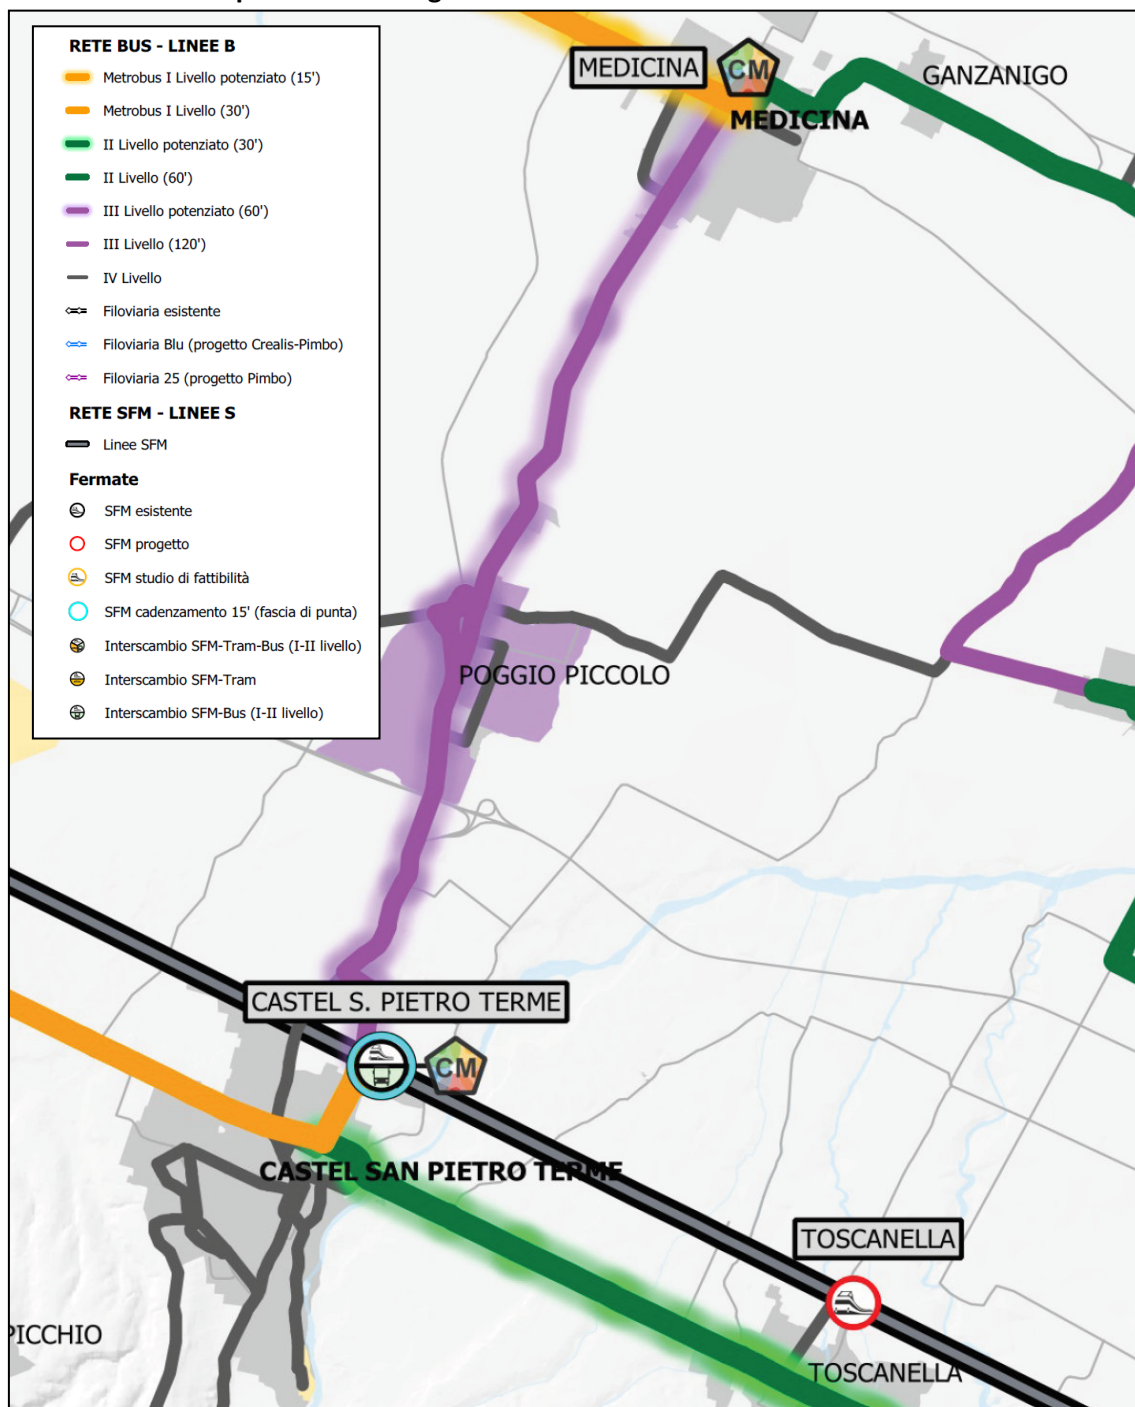 RETE BUS - LINEE B
Metrobus I Livello potenziato (15')
Metrobus I Livello (30')
II Livello potenziato (30')
II Livello (60')
III Livello potenziato (60')
III Livello (120')
IV Livello
Filoviaria esistente
Filoviaria Blu (progetto Crealis-Pimbo)
Filoviaria 25 (progetto Pimbo)
RETE SFM - LINEE S
Linee SFM
Fermate
SFM esistente
SFM progetto
SFM studio di fattibilità
SFM cadenzamento 15' (fascia di punta)
Interscambio SFM-Tram-Bus (I-II livello)
Interscambio SFM-Tram
Interscambio SFM-Bus (I-II livello)
MEDICINA
CM
GANZANIGO
MEDICINA
POGGIO PICCOLO
CASTEL S. PIETRO TERME
CM
CASTEL SAN PIETRO TERME
TOSCANELLA
PICCHIO
TOSCANELLA